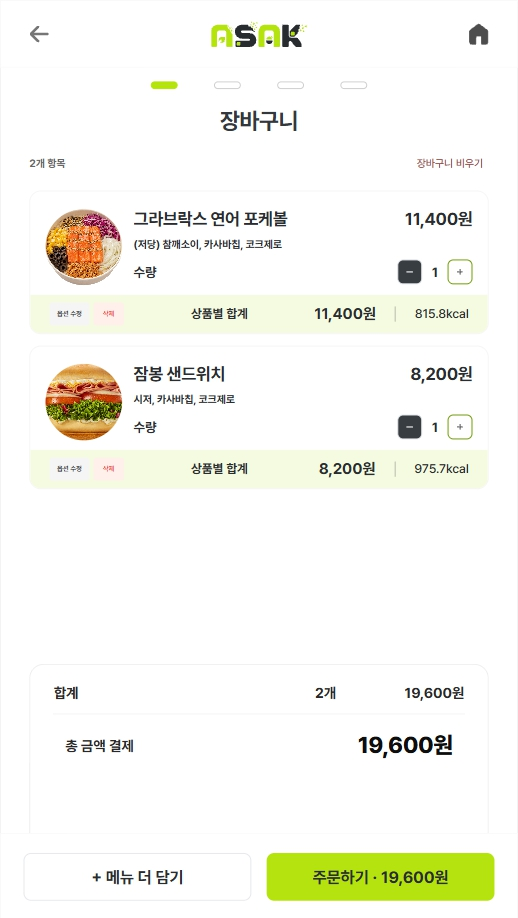 ASAK
장바구니
2개 항목
장바구니 비우기
그라브락스 연어 포케볼
11,400원
(저당) 참깨소이, 카사바칩, 코크제로
수량
− 1 +
옵션 수정 삭제 상품별 합계 11,400원 | 815.8kcal
잠봉 샌드위치
8,200원
시저, 카사바칩, 코크제로
수량
− 1 +
옵션 수정 삭제 상품별 합계 8,200원 | 975.7kcal
합계 2개 19,600원
총 금액 결제 19,600원
+ 메뉴 더 담기
주문하기 · 19,600원